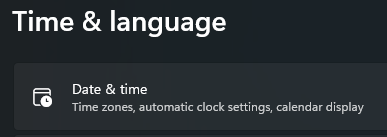 Time & language
Date & time
Time zones, automatic clock settings, calendar display